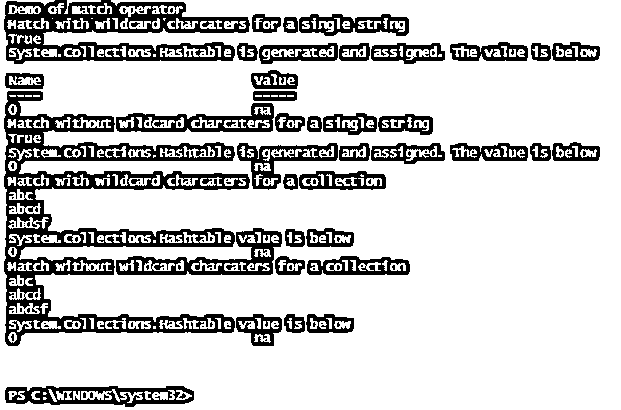 Demo of match operator
Match with wildcard charcaters for a single string
True
System.Collections.Hashtable is generated and assigned. The value is below
Name Value
---- -----
0 na
Match without wildcard charcaters for a single string
True
System.Collections.Hashtable is generated and assigned. The value is below
0 na
Match with wildcard charcaters for a collection
abc
abcd
abdsf
System.Collections.Hashtable value is below
0 na
Match without wildcard charcaters for a collection
abc
abcd
abdsf
System.Collections.Hashtable value is below
0 na
PS C:\WINDOWS\system32>